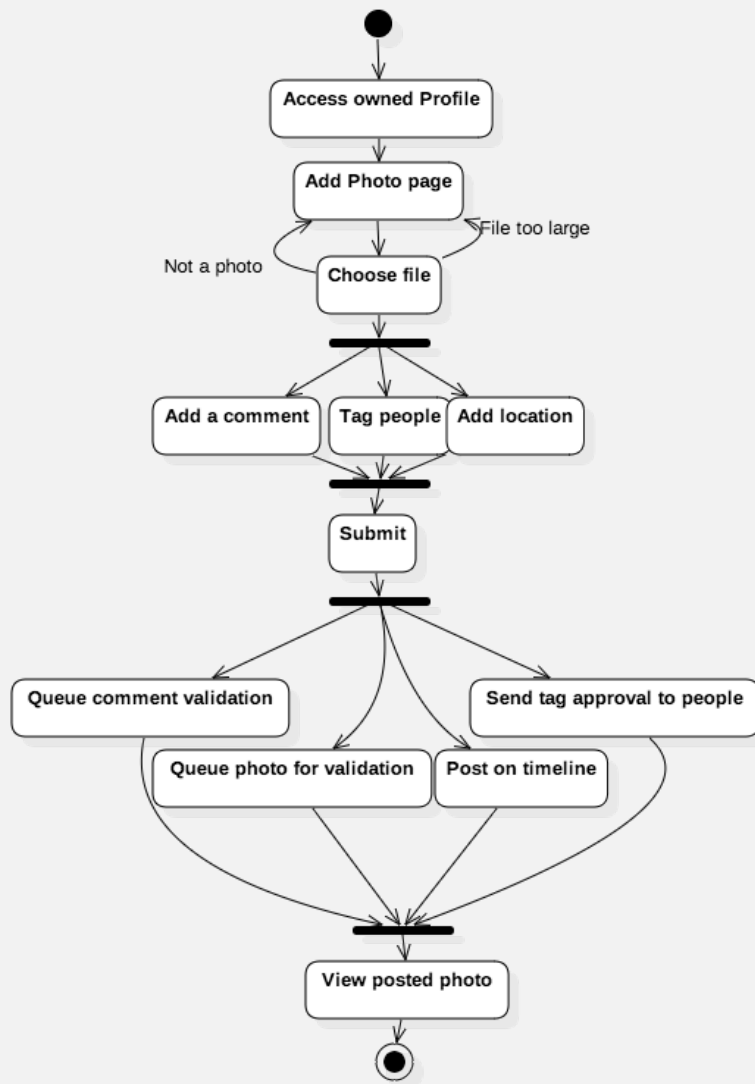 Access owned Profile
Add Photo page
File too large
Not a photo
Choose file
Add a comment
Tag people
Add location
Submit
Queue comment validation
Send tag approval to people
Queue photo for validation
Post on timeline
View posted photo